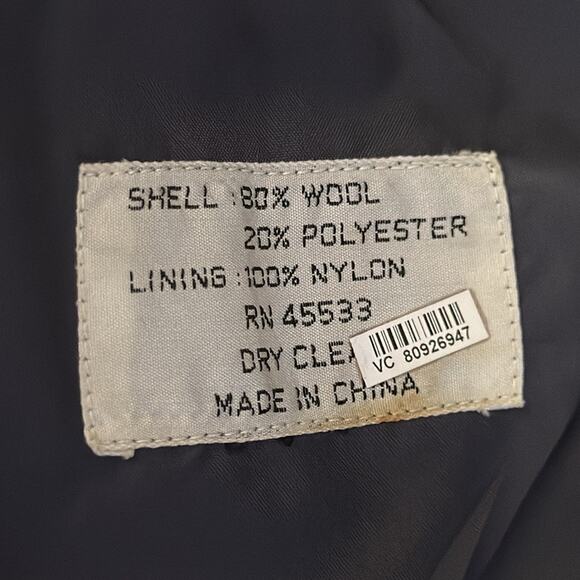 SHELL : 80% WOOL
20% POLYESTER
LINING : 100% NYLON
RN 45533
DRY CLEA
VC 80926947
MADE IN CHINA